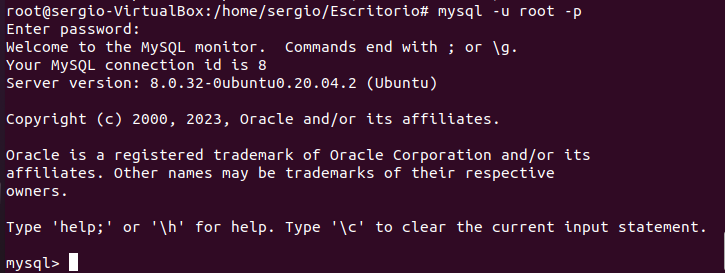 root@sergio-VirtualBox:/home/sergio/Escritorio# mysql -u root -p
Enter password:
Welcome to the MySQL monitor.  Commands end with ; or \g.
Your MySQL connection id is 8
Server version: 8.0.32-0ubuntu0.20.04.2 (Ubuntu)

Copyright (c) 2000, 2023, Oracle and/or its affiliates.

Oracle is a registered trademark of Oracle Corporation and/or its
affiliates. Other names may be trademarks of their respective
owners.

Type 'help;' or '\h' for help. Type '\c' to clear the current input statement.

mysql>